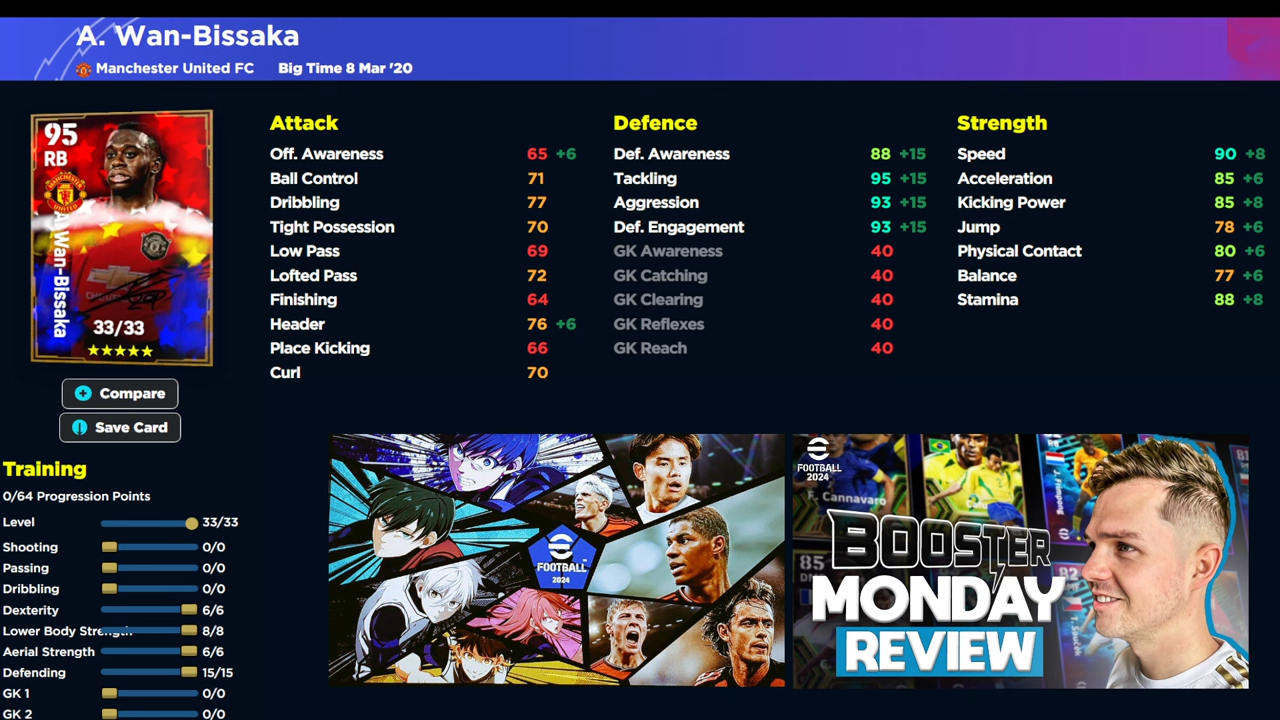 A. Wan-Bissaka
Manchester United FC Big Time 8 Mar '20
95
RB
A. Wan-Bissaka
33/33
Compare
Save Card
Attack
Off. Awareness 65 +6
Ball Control 71
Dribbling 77
Tight Possession 70
Low Pass 69
Lofted Pass 72
Finishing 64
Header 76 +6
Place Kicking 66
Curl 70
Defence
Def. Awareness 88 +15
Tackling 95 +15
Aggression 93 +15
Def. Engagement 93 +15
GK Awareness 40
GK Catching 40
GK Clearing 40
GK Reflexes 40
GK Reach 40
Strength
Speed 90 +8
Acceleration 85 +6
Kicking Power 85 +8
Jump 78 +6
Physical Contact 80 +6
Balance 77 +6
Stamina 88 +8
Training
0/64 Progression Points
Level 33/33
Shooting 0/0
Passing 0/0
Dribbling 0/0
Dexterity 6/6
Lower Body Strength 8/8
Aerial Strength 6/6
Defending 15/15
GK 1 0/0
GK 2 0/0
FOOTBALL
2024
FOOTBALL
2024
F. Cannavaro
85
BOOSTER
MONDAY
REVIEW